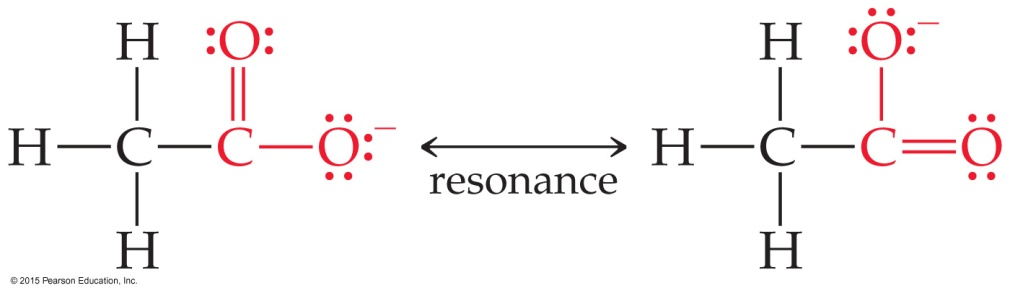 H :O: H :O:⁻
H—C—C—O:⁻ resonance H—C—C=O
H H
© 2015 Pearson Education, Inc.